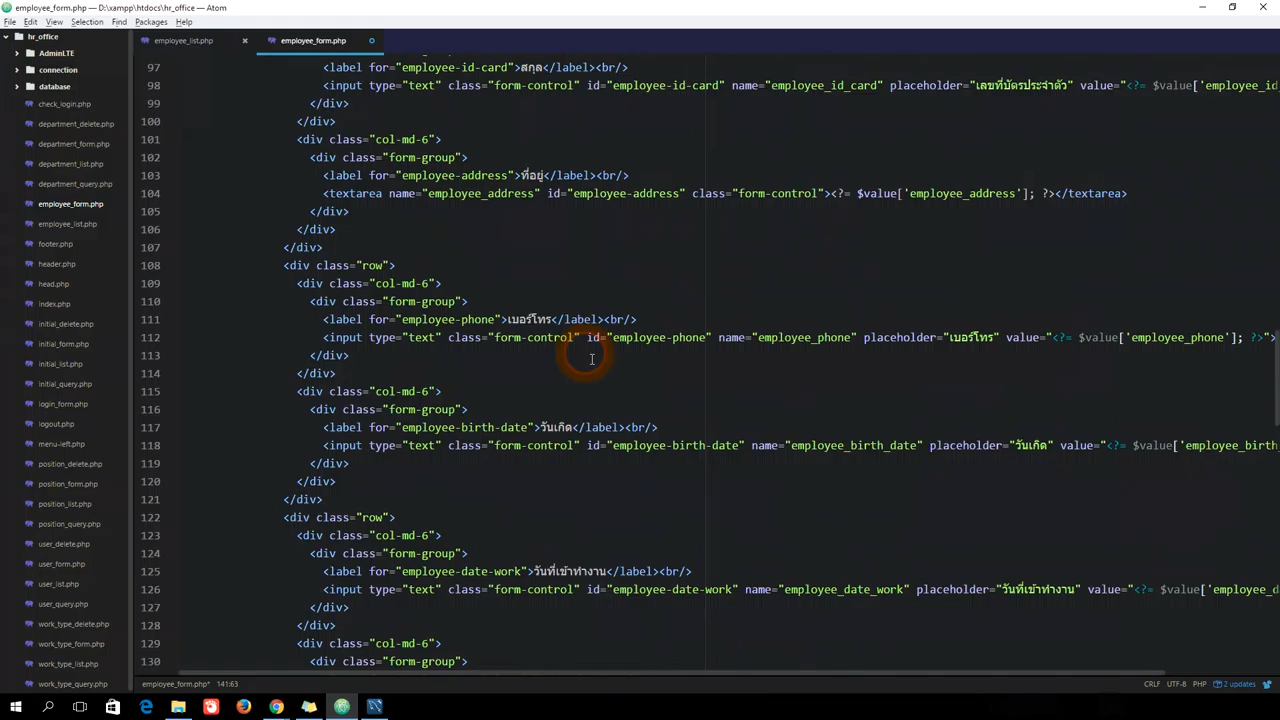 employee_form.php — D:\xampp\htdocs\hr_office — Atom
File Edit View Selection Find Packages Help
hr_office
AdminLTE
connection
database
check_login.php
department_delete.php
department_form.php
department_list.php
department_query.php
employee_form.php
employee_list.php
footer.php
header.php
head.php
index.php
initial_delete.php
initial_form.php
initial_list.php
initial_query.php
login_form.php
logout.php
menu-left.php
position_delete.php
position_form.php
position_list.php
position_query.php
user_delete.php
user_form.php
user_list.php
user_query.php
work_type_delete.php
work_type_form.php
work_type_list.php
work_type_query.php
employee_list.php employee_form.php
97 <label for="employee-id-card">สกุล</label><br/>
98 <input type="text" class="form-control" id="employee-id-card" name="employee_id_card" placeholder="เลขที่บัตรประจำตัว" value="<?= $value['employee_id
99 </div>
100 </div>
101 <div class="col-md-6">
102 <div class="form-group">
103 <label for="employee-address">ที่อยู่</label><br/>
104 <textarea name="employee_address" id="employee-address" class="form-control"><?= $value['employee_address']; ?></textarea>
105 </div>
106 </div>
107 </div>
108 <div class="row">
109 <div class="col-md-6">
110 <div class="form-group">
111 <label for="employee-phone">เบอร์โทร</label><br/>
112 <input type="text" class="form-control" id="employee-phone" name="employee_phone" placeholder="เบอร์โทร" value="<?= $value['employee_phone']; ?>">
113 </div>
114 </div>
115 <div class="col-md-6">
116 <div class="form-group">
117 <label for="employee-birth-date">วันเกิด</label><br/>
118 <input type="text" class="form-control" id="employee-birth-date" name="employee_birth_date" placeholder="วันเกิด" value="<?= $value['employee_birth
119 </div>
120 </div>
121 </div>
122 <div class="row">
123 <div class="col-md-6">
124 <div class="form-group">
125 <label for="employee-date-work">วันที่เข้าทำงาน</label><br/>
126 <input type="text" class="form-control" id="employee-date-work" name="employee_date_work" placeholder="วันที่เข้าทำงาน" value="<?= $value['employee_d
127 </div>
128 </div>
129 <div class="col-md-6">
130 <div class="form-group">
employee_form.php* 141:63 CRLF UTF-8 PHP 2 updates